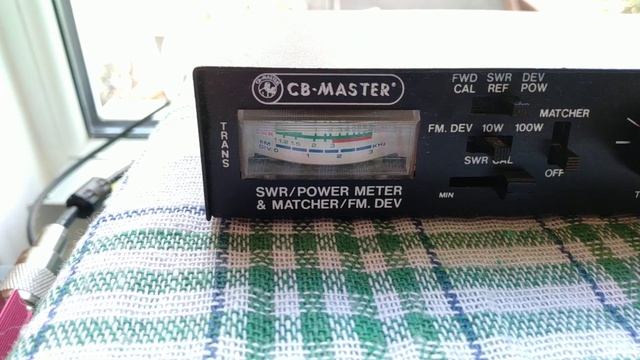 CB-MASTER
FWD SWR DEV
CAL REF POW
MATCHER
FM. DEV 10W 100W
TRANS
SWR CAL
OFF
SWR/POWER METER
& MATCHER/FM. DEV
MIN